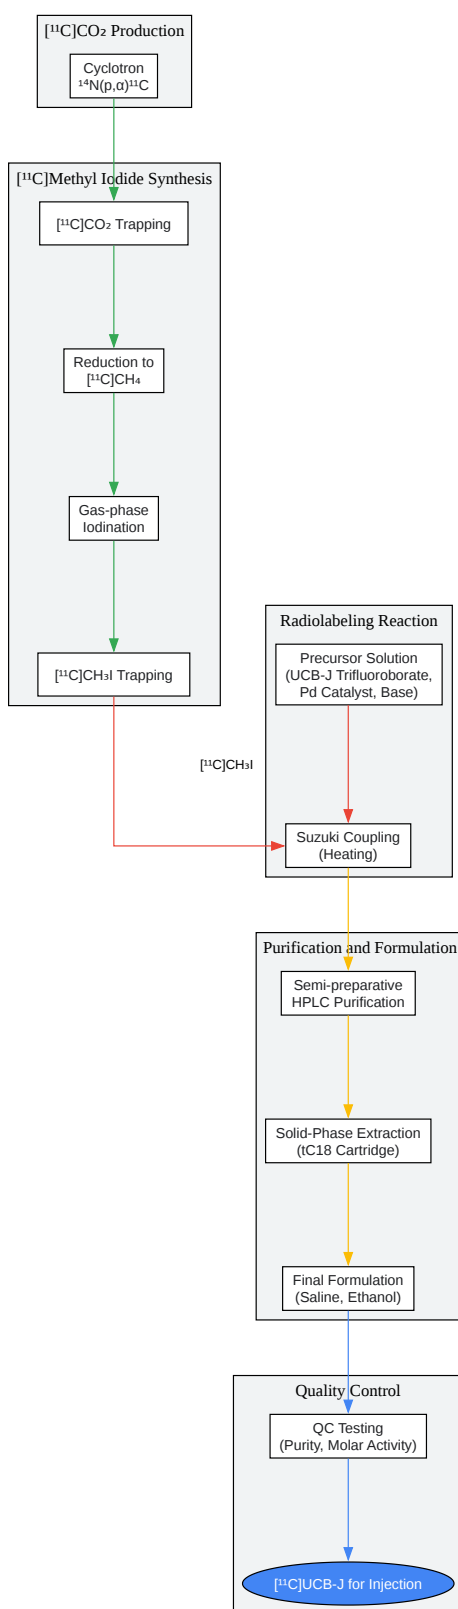 [¹¹C]CO₂ Production
Cyclotron
¹⁴N(p,α)¹¹C
[¹¹C]Methyl Iodide Synthesis
[¹¹C]CO₂ Trapping
Reduction to
[¹¹C]CH₄
Gas-phase
Iodination
[¹¹C]CH₃I Trapping
Radiolabeling Reaction
Precursor Solution
(UCB-J Trifluoroborate,
Pd Catalyst, Base)
[¹¹C]CH₃I
Suzuki Coupling
(Heating)
Purification and Formulation
Semi-preparative
HPLC Purification
Solid-Phase Extraction
(tC18 Cartridge)
Final Formulation
(Saline, Ethanol)
Quality Control
QC Testing
(Purity, Molar Activity)
[¹¹C]UCB-J for Injection